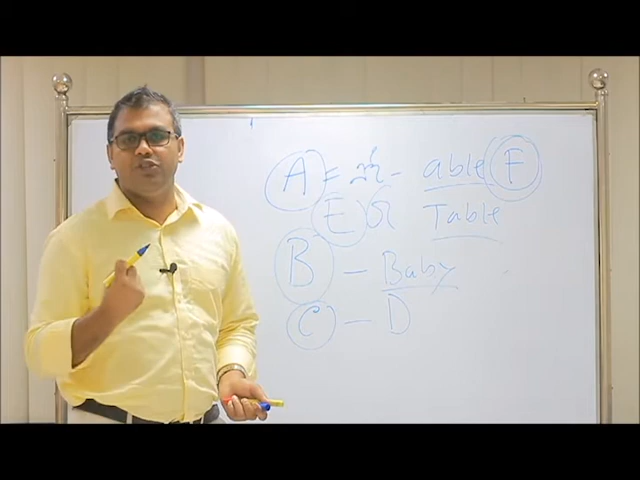 A = - able F
E Table
B - Baby
C - D